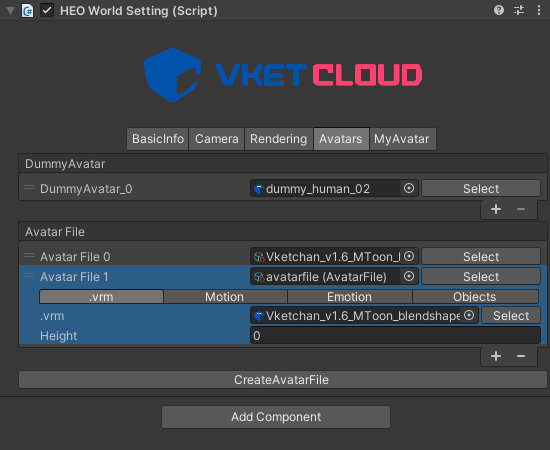 HEO World Setting (Script)
VKET CLOUD
BasicInfo Camera Rendering Avatars MyAvatar
DummyAvatar
DummyAvatar_0 dummy_human_02 Select
+ −
Avatar File
Avatar File 0 Vketchan_v1.6_MToon_ Select
Avatar File 1 avatarfile (AvatarFile) Select
.vrm Motion Emotion Objects
.vrm Vketchan_v1.6_MToon_blendshape Select
Height 0
+ −
CreateAvatarFile
Add Component